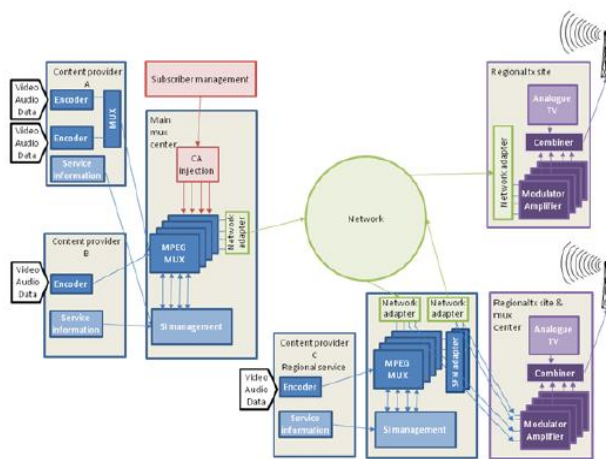 Content provider
A
Video
Audio
Data
Encoder
MUX
Video
Audio
Data
Encoder
Service
information
Subscriber management
Main
mux center
CA
injection
MPEG
MUX
Network
adapter
SI management
Content provider
B
Video
Audio
Data
Encoder
Service
information
Network
Regional tx site
Analogue
TV
Combiner
Network adapter
Modulator
Amplifier
Content provider
C
Regional service
Video
Audio
Data
Encoder
Service
information
Network
adapter
Network
adapter
MPEG
MUX
SFN adapter
SI management
Regional tx site &
mux
center
Analogue
TV
Combiner
Modulator
Amplifier